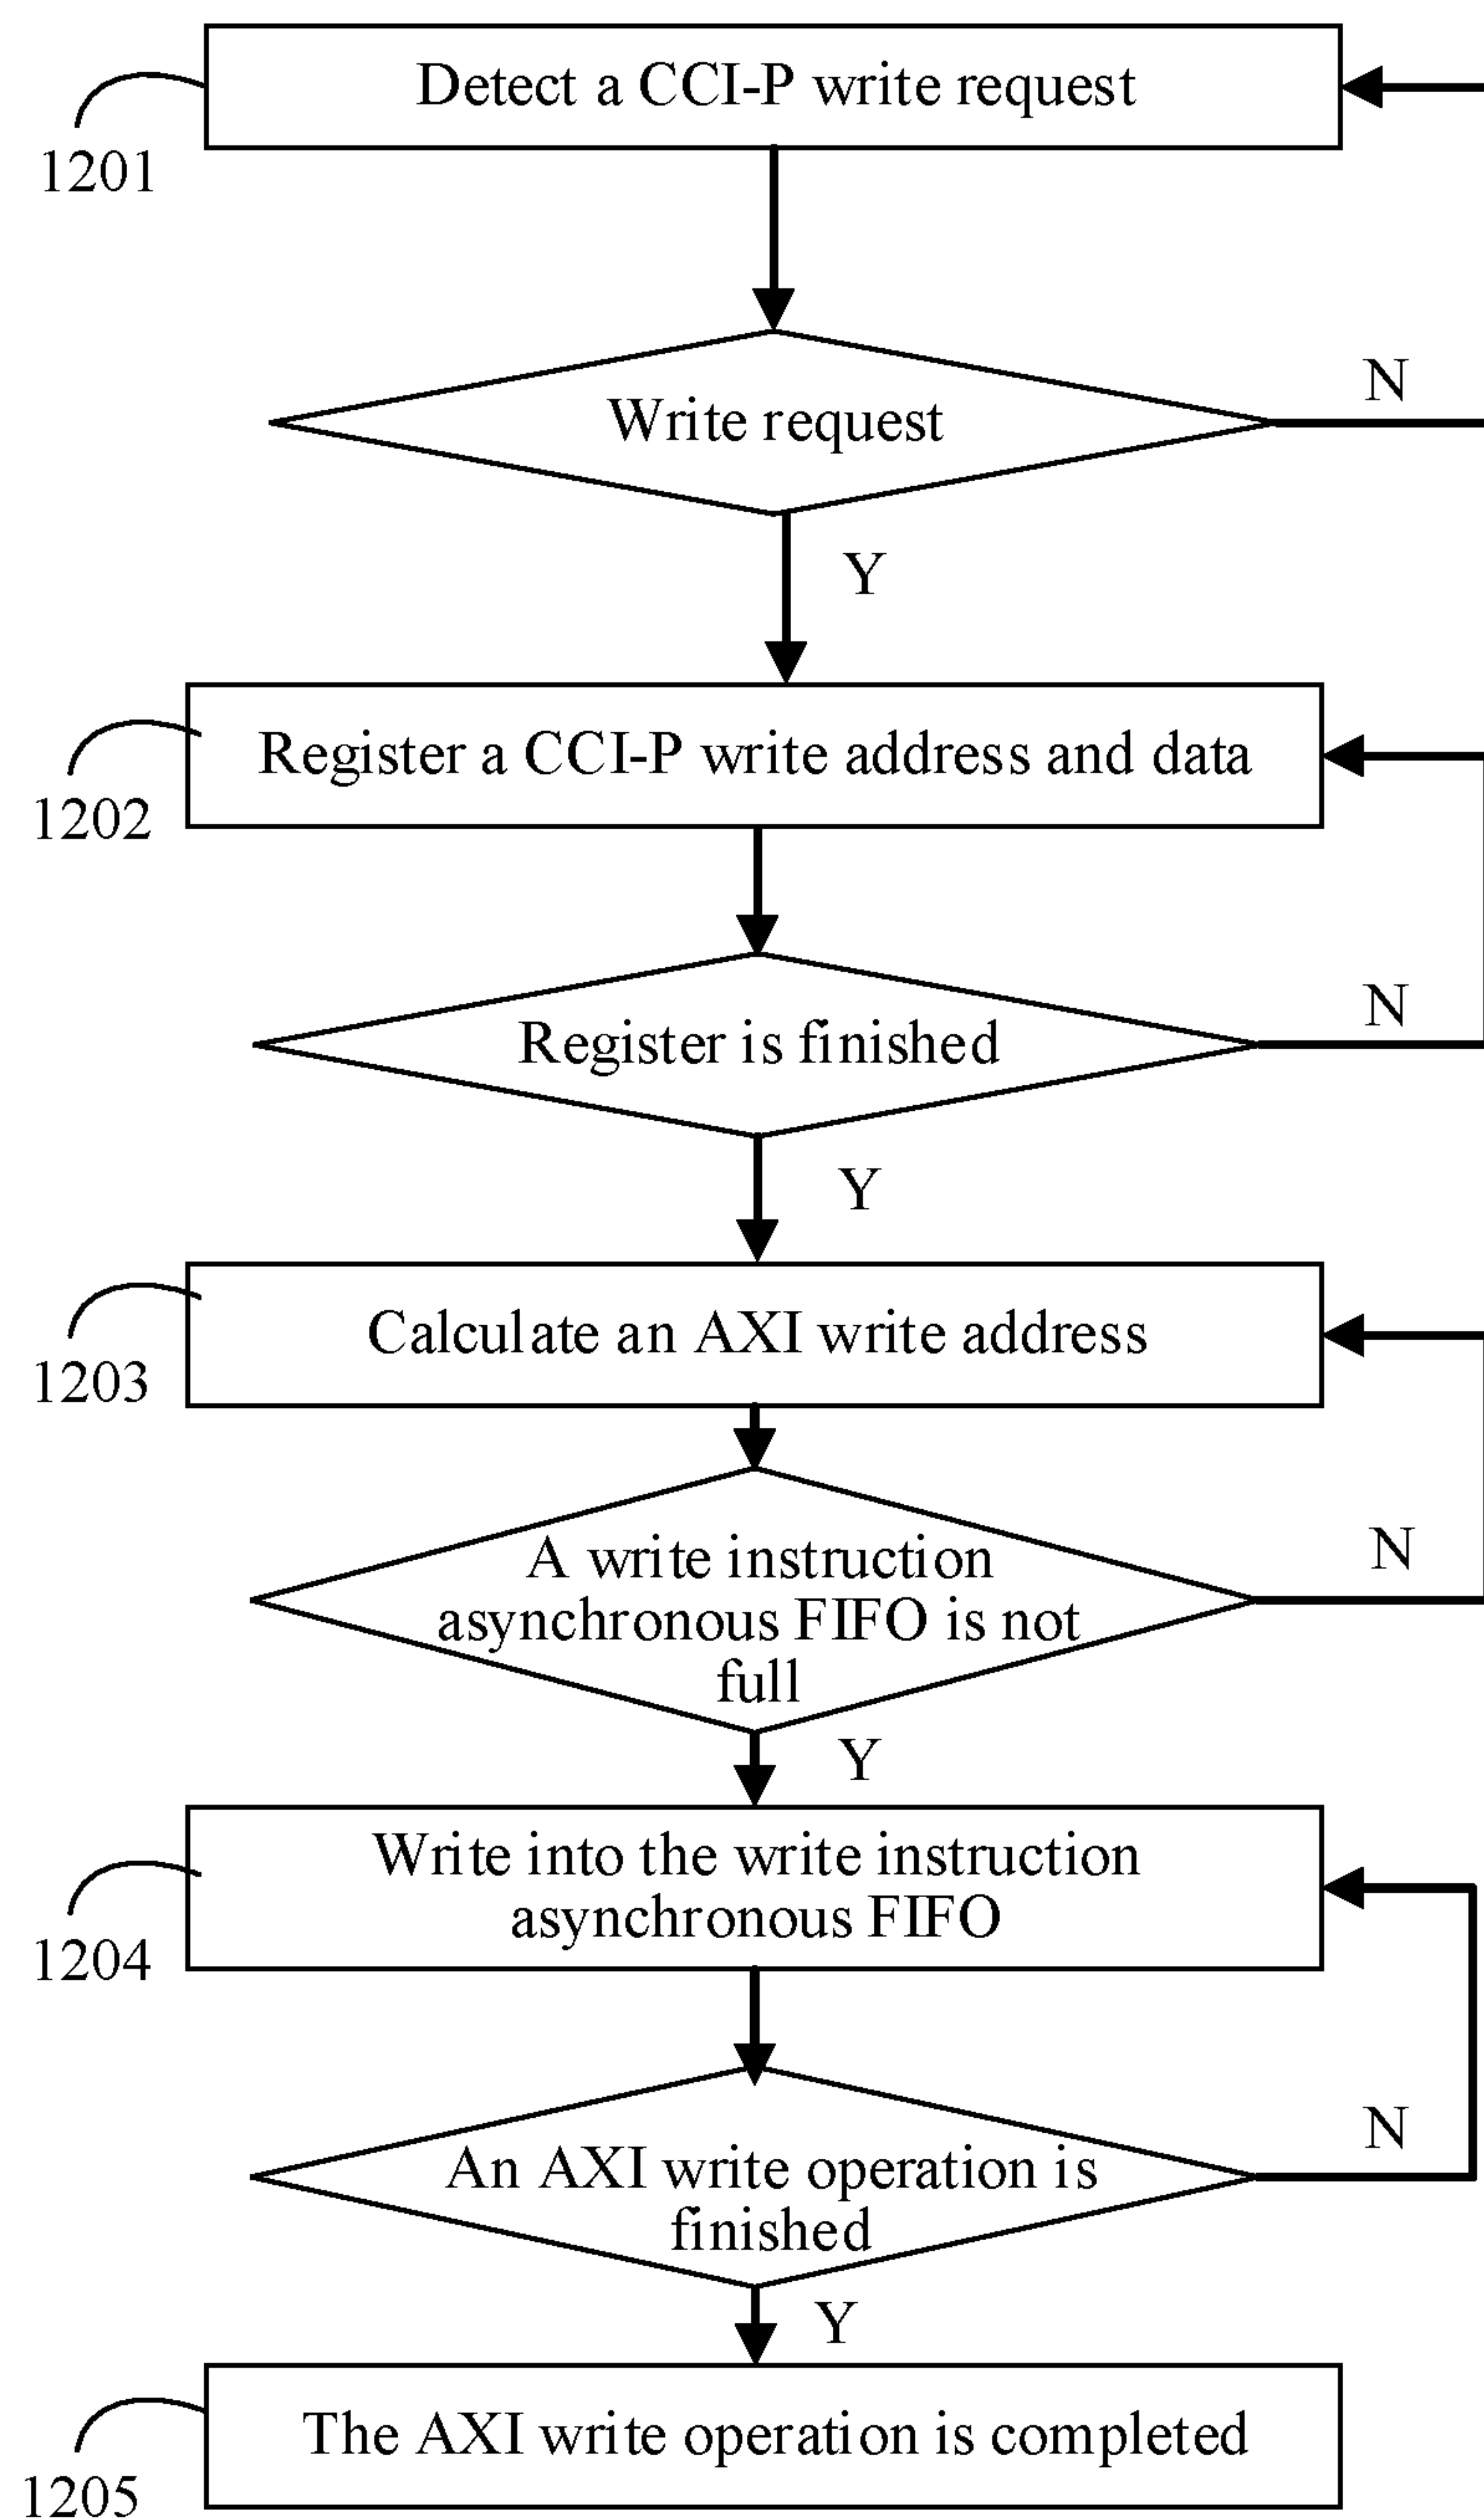 Detect a CCI-P write request
1201
Write request
N
Y
Register a CCI-P write address and data
1202
Register is finished
N
Y
Calculate an AXI write address
1203
A write instruction
asynchronous FIFO is not
full
N
Y
Write into the write instruction
asynchronous FIFO
1204
An AXI write operation is
finished
N
Y
The AXI write operation is completed
1205